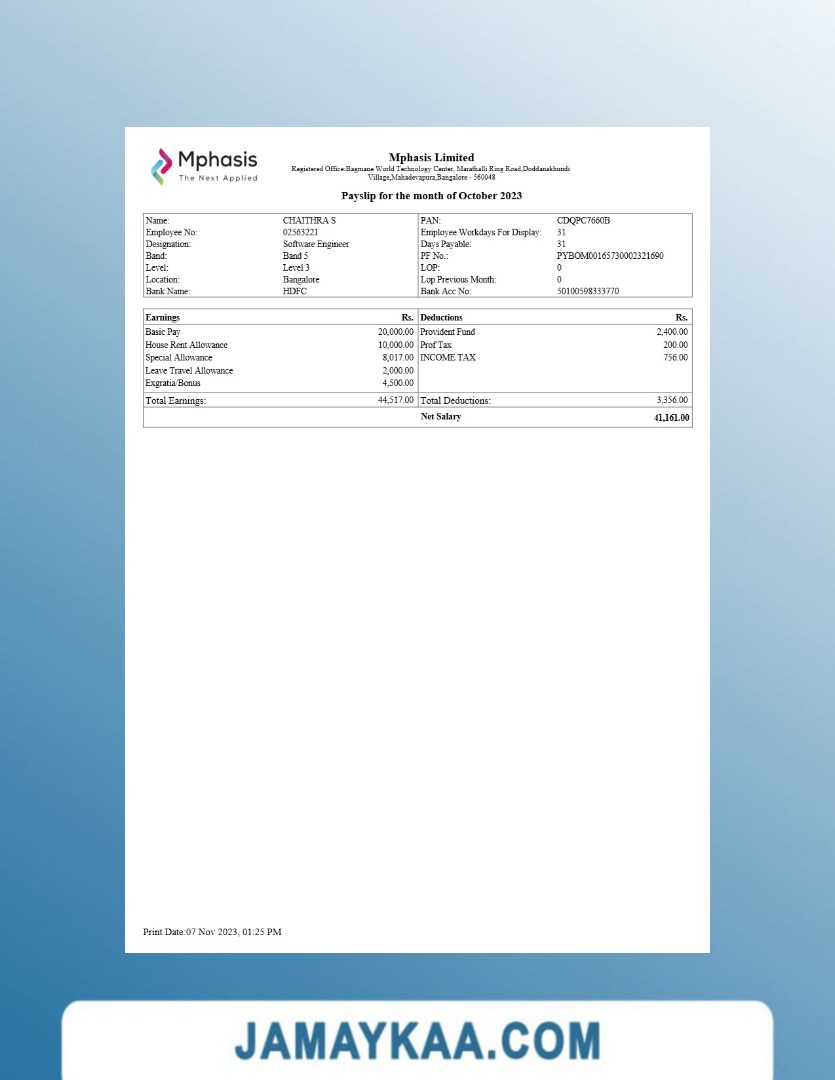 Mphasis
The Next Applied
Mphasis Limited
Registered Office:Bagmane World Technology Center, Marathalli Ring Road,Doddanakhundi
Village,Mahadevapura,Bangalore - 560048
Payslip for the month of October 2023
Name: CHAITHRA S PAN: CDQPC7660B
Employee No: 02563221 Employee Workdays For Display: 31
Designation: Software Engineer Days Payable: 31
Band: Band 5 PF No.: PYBOM00165730002321690
Level: Level 3 LOP: 0
Location: Bangalore Lop Previous Month: 0
Bank Name: HDFC Bank Acc No: 50100598333770
Earnings Rs. Deductions Rs.
Basic Pay 20,000.00 Provident Fund 2,400.00
House Rent Allowance 10,000.00 Prof Tax 200.00
Special Allowance 8,017.00 INCOME TAX 756.00
Leave Travel Allowance 2,000.00
Exgratia/Bonus 4,500.00
Total Earnings: 44,517.00 Total Deductions: 3,356.00
Net Salary 41,161.00
Print Date:07 Nov 2023, 01:25 PM
JAMAYKAA.COM